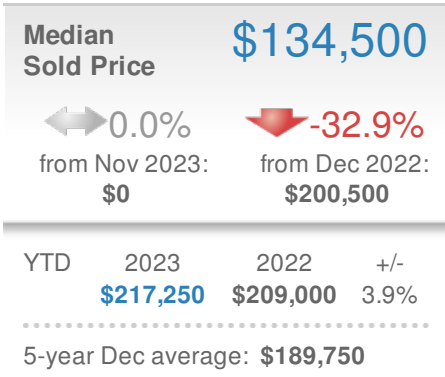 Median $134,500
Sold Price
0.0% -32.9%
from Nov 2023: from Dec 2022:
$0 $200,500
YTD 2023 2022 +/-
$217,250 $209,000 3.9%
5-year Dec average: $189,750